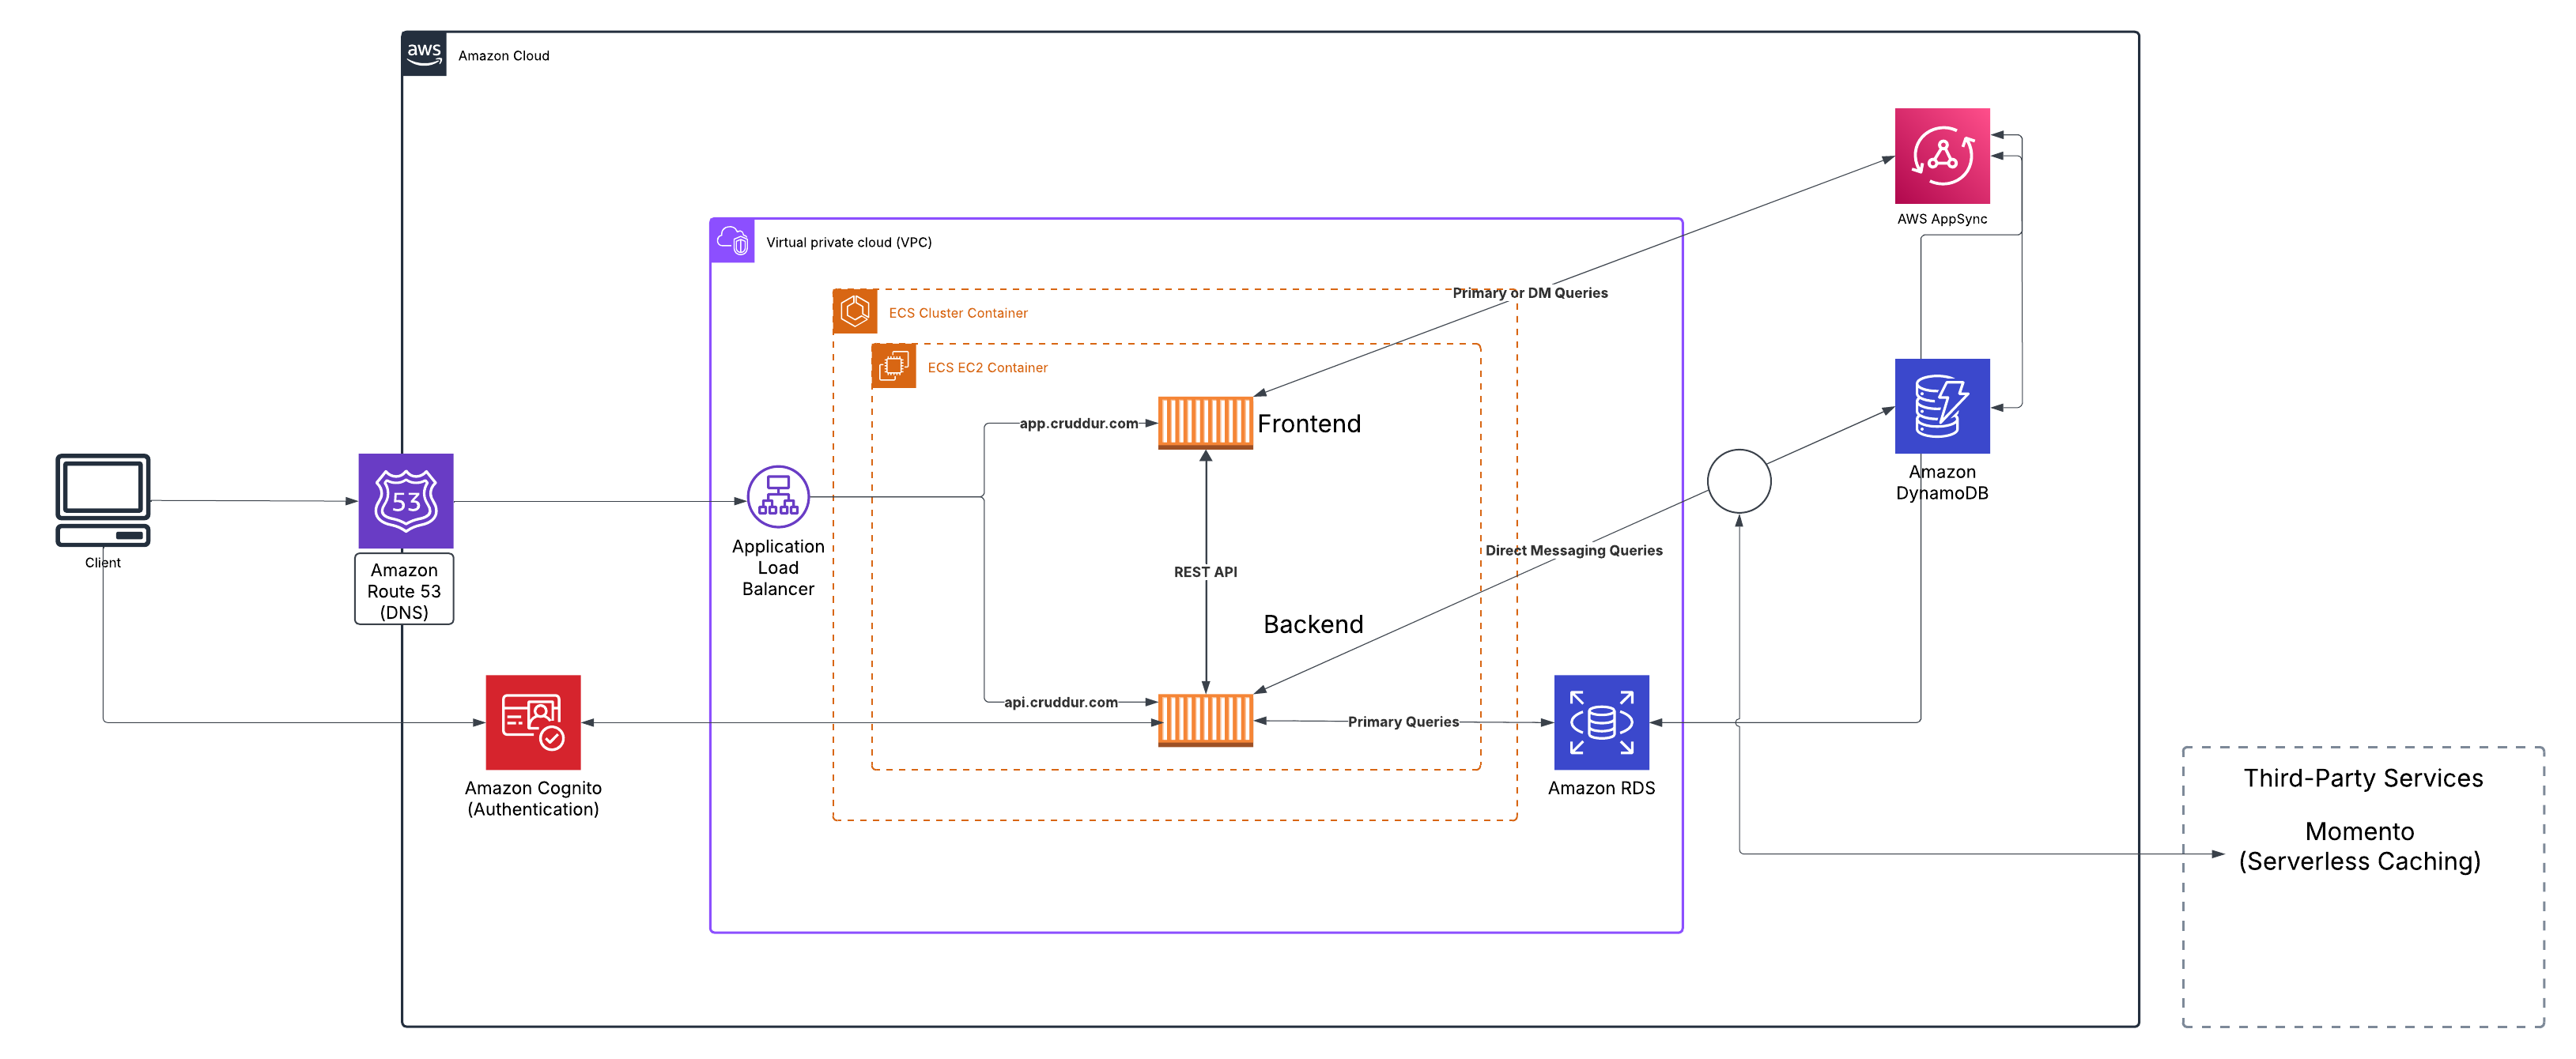 aws
Amazon Cloud
AWS AppSync
Virtual private cloud (VPC)
Primary or DM Queries
ECS Cluster Container
ECS EC2 Container
app.cruddur.com
Frontend
Client
53
Amazon
Route 53
(DNS)
Application
Load
Balancer
REST API
Direct Messaging Queries
Amazon
DynamoDB
Backend
api.cruddur.com
Primary Queries
Amazon Cognito
(Authentication)
Amazon RDS
Third-Party Services
Momento
(Serverless Caching)